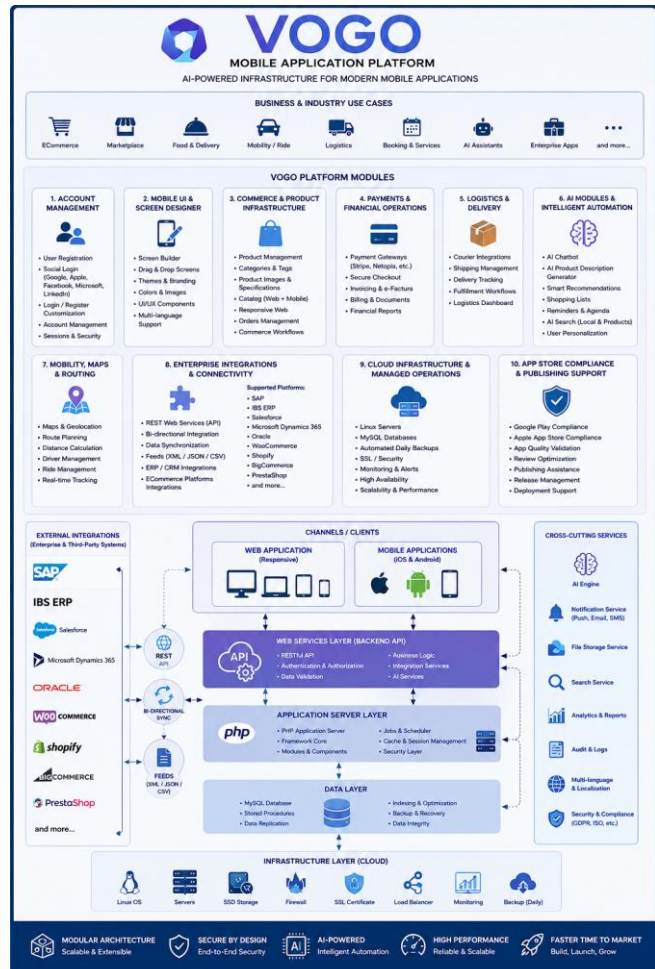 VOGO
MOBILE APPLICATION PLATFORM
AI-POWERED INFRASTRUCTURE FOR MODERN MOBILE APPLICATIONS
BUSINESS & INDUSTRY USE CASES
ECommerce
Marketplace
Food & Delivery
Mobility / Ride
Logistics
Booking & Services
AI Assistants
Enterprise Apps
and more...
VOGO PLATFORM MODULES
1. ACCOUNT
MANAGEMENT
• User Registration
• Social Login
(Google, Apple,
Facebook, Microsoft,
LinkedIn)
• Login / Register
Customization
• Account Management
• Sessions & Security
2. MOBILE UI &
SCREEN DESIGNER
• Screen Builder
• Drag & Drop Screens
• Themes & Branding
• Colors & Images
• UI/UX Components
• Multi-language
Support
3. COMMERCE & PRODUCT
INFRASTRUCTURE
• Product Management
• Categories & Tags
• Product Images &
Specifications
• Catalog (Web + Mobile)
• Responsive Web
• Orders Management
• Commerce Workflows
4. PAYMENTS &
FINANCIAL OPERATIONS
• Payment Gateways
(Stripe, Netopia, etc.)
• Secure Checkout
• Invoicing & e-Factura
• Billing & Documents
• Financial Reports
5. LOGISTICS &
DELIVERY
• Courier Integrations
• Shipping Management
• Delivery Tracking
• Fulfillment Workflows
• Logistics Dashboard
6. AI MODULES &
INTELLIGENT AUTOMATION
• AI Chatbot
• AI Product Description
Generator
• Smart Recommendations
• Shopping Lists
• Reminders & Agenda
• AI Search (Local & Products)
• User Personalization
7. MOBILITY, MAPS
& ROUTING
• Maps & Geolocation
• Route Planning
• Distance Calculation
• Driver Management
• Ride Management
• Real-time Tracking
8. ENTERPRISE INTEGRATIONS
& CONNECTIVITY
• REST Web Services (API)
• Bi-directional Integration
• Data Synchronization
• Feeds (XML / JSON / CSV)
• ERP / CRM Integrations
• ECommerce Platforms
Integrations
Supported Platforms:
• SAP
• IBS ERP
• Salesforce
• Microsoft Dynamics 365
• Oracle
• WooCommerce
• Shopify
• BigCommerce
• PrestaShop
• and more...
9. CLOUD INFRASTRUCTURE &
MANAGED OPERATIONS
• Linux Servers
• MySQL Databases
• Automated Daily Backups
• SSL / Security
• Monitoring & Alerts
• High Availability
• Scalability & Performance
10. APP STORE COMPLIANCE
& PUBLISHING SUPPORT
• Google Play Compliance
• Apple App Store Compliance
• App Quality Validation
• Review Optimization
• Publishing Assistance
• Release Management
• Deployment Support
EXTERNAL INTEGRATIONS
(Enterprise & Third-Party Systems)
SAP
IBS ERP
salesforce
Salesforce
Microsoft Dynamics 365
ORACLE
WOO COMMERCE
shopify
BIGCOMMERCE
PrestaShop
and more...
REST
API
BI-DIRECTIONAL
SYNC
FEEDS
(XML / JSON /
CSV)
CHANNELS / CLIENTS
WEB APPLICATION
(Responsive)
MOBILE APPLICATIONS
(iOS & Android)
WEB SERVICES LAYER (BACKEND API)
API
• RESTful API
• Authentication & Authorization
• Data Validation
• Business Logic
• Integration Services
• AI Services
APPLICATION SERVER LAYER
php
• PHP Application Server
• Framework Core
• Modules & Components
• Jobs & Scheduler
• Cache & Session Management
• Security Layer
DATA LAYER
• MySQL Database
• Stored Procedures
• Data Replication
• Indexing & Optimization
• Backup & Recovery
• Data Integrity
CROSS-CUTTING SERVICES
AI Engine
Notification Service
(Push, Email, SMS)
File Storage Service
Search Service
Analytics & Reports
Audit & Logs
Multi-language
& Localization
Security & Compliance
(GDPR, ISO, etc.)
INFRASTRUCTURE LAYER (CLOUD)
Linux OS
Servers
SSD Storage
Firewall
SSL Certificate
Load Balancer
Monitoring
Backup (Daily)
MODULAR ARCHITECTURE
Scalable & Extensible
SECURE BY DESIGN
End-to-End Security
AI
AI-POWERED
Intelligent Automation
HIGH PERFORMANCE
Reliable & Scalable
FASTER TIME TO MARKET
Build, Launch, Grow